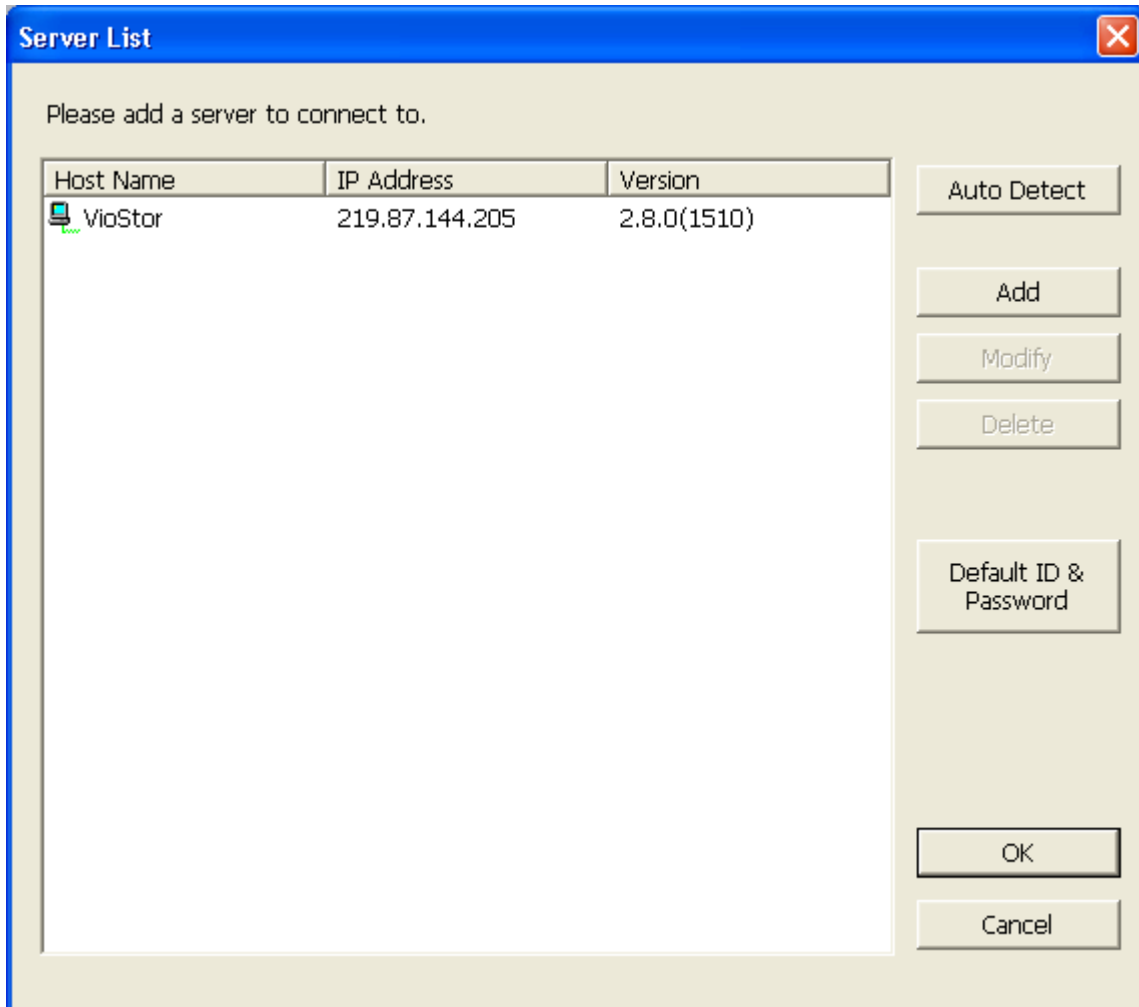 Server List
Please add a server to connect to.
Host Name IP Address Version
VioStor 219.87.144.205 2.8.0(1510)
Auto Detect
Add
Modify
Delete
Default ID &
Password
OK
Cancel